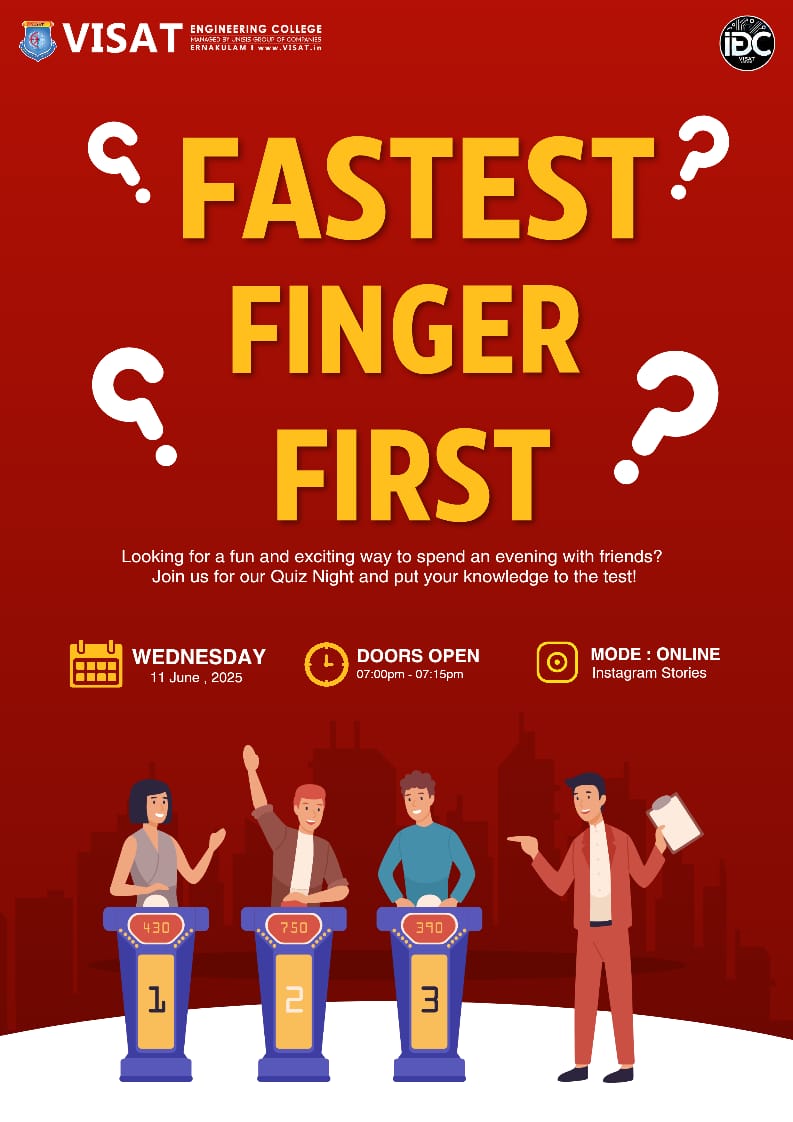 VISAT
ENGINEERING COLLEGE
MANAGED BY UNISIS GROUP OF COMPANIES
ERNAKULAM I www.VISAT.in
iDC
VISAT
FASTEST
FINGER
FIRST
Looking for a fun and exciting way to spend an evening with friends?
Join us for our Quiz Night and put your knowledge to the test!
WEDNESDAY
11 June , 2025
DOORS OPEN
07:00pm - 07:15pm
MODE : ONLINE
Instagram Stories
430
750
390
1
2
3